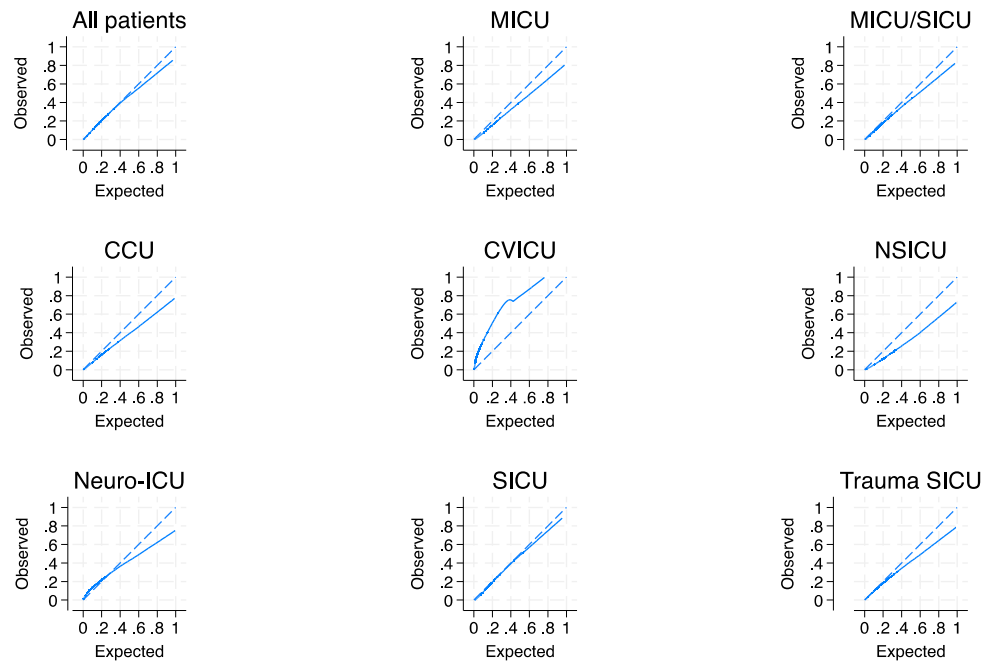 All patients
MICU
MICU/SICU
Observed
1
.8
.6
.4
.2
0
0 .2 .4 .6 .8 1
Expected
Observed
1
.8
.6
.4
.2
0
0 .2 .4 .6 .8 1
Expected
Observed
1
.8
.6
.4
.2
0
0 .2 .4 .6 .8 1
Expected
CCU
CVICU
NSICU
Observed
1
.8
.6
.4
.2
0
0 .2 .4 .6 .8 1
Expected
Observed
1
.8
.6
.4
.2
0
0 .2 .4 .6 .8 1
Expected
Observed
1
.8
.6
.4
.2
0
0 .2 .4 .6 .8 1
Expected
Neuro-ICU
SICU
Trauma SICU
Observed
1
.8
.6
.4
.2
0
0 .2 .4 .6 .8 1
Expected
Observed
1
.8
.6
.4
.2
0
0 .2 .4 .6 .8 1
Expected
Observed
1
.8
.6
.4
.2
0
0 .2 .4 .6 .8 1
Expected